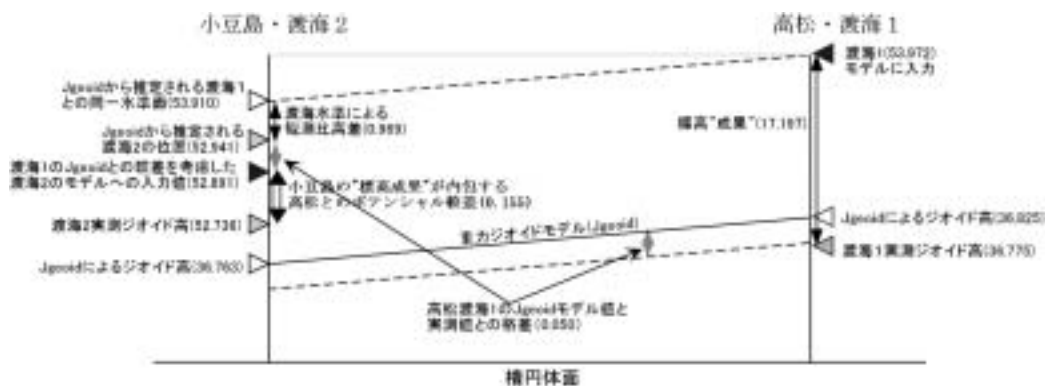 小豆島・渡海2
高松・渡海1
Jgeoidから推定される渡海1
との同一水準面(53.910)
渡海水準による
観測比高差(0.969)
Jgeoidから推定される
渡海2の位置(52.941)
渡海1のJgeoidとの較差を考慮した
渡海2のモデルへの入力値(52.891)
小豆島の"標高成果"が内包する
高松とのポテンシャル較差(0.155)
渡海2実測ジオイド高(52.736)
Jgeoidによるジオイド高(36.763)
重力ジオイドモデル(Jgeoid)
高松渡海1のJgeoidモデル値と
実測値との較差(0.050)
渡海1(53.972)
モデルに入力
標高"成果"(17.197)
Jgeoidによるジオイド高(36.825)
渡海1実測ジオイド高(36.775)
楕円体面